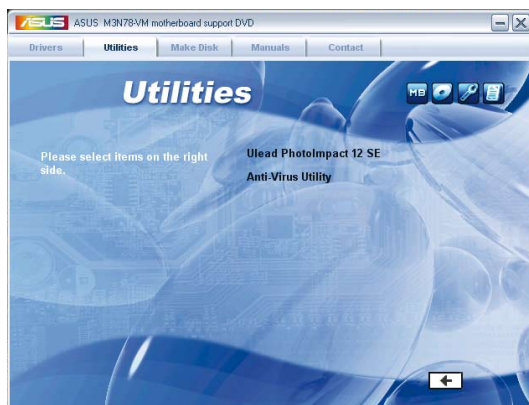 ASUS ASUS M3N78-VM motherboard support DVD
Drivers Utilities Make Disk Manuals Contact
Utilities
MB
Please select items on the right
side.
Ulead PhotoImpact 12 SE
Anti-Virus Utility